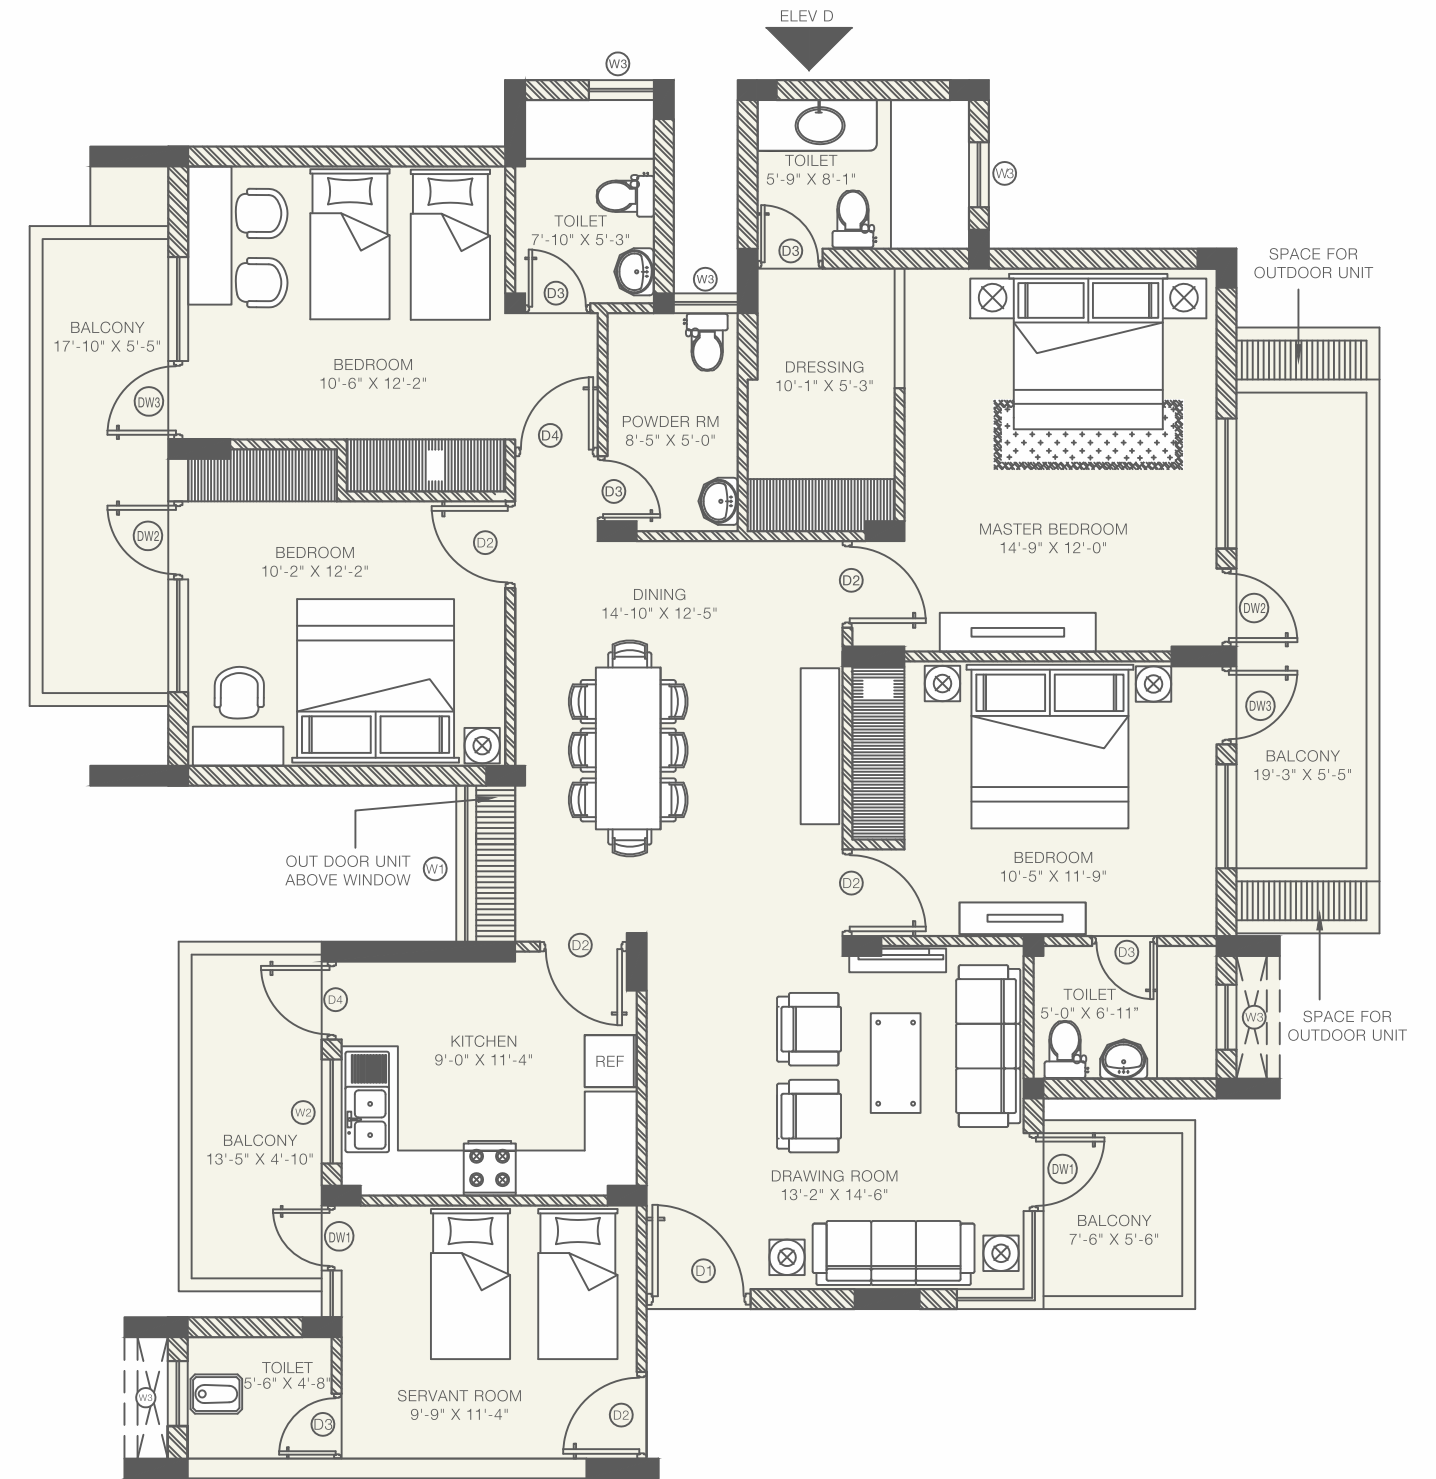 ELEV D
W3
TOILET
5'-9" X 8'-1"
W3
TOILET
7'-10" X 5'-3"
D3
D3
W3
SPACE FOR
OUTDOOR UNIT
BALCONY
17'-10" X 5'-5"
BEDROOM
10'-6" X 12'-2"
DRESSING
10'-1" X 5'-3"
DW3
D4
POWDER RM
8'-5" X 5'-0"
D3
DW2
D2
MASTER BEDROOM
14'-9" X 12'-0"
BEDROOM
10'-2" X 12'-2"
DINING
14'-10" X 12'-5"
D2
DW2
DW3
BALCONY
19'-3" X 5'-5"
OUT DOOR UNIT
ABOVE WINDOW
W1
BEDROOM
10'-5" X 11'-9"
D2
D2
D3
D4
TOILET
5'-0" X 6'-11”
W3
SPACE FOR
OUTDOOR UNIT
KITCHEN
9'-0" X 11'-4"
REF
W2
BALCONY
13'-5" X 4'-10"
DRAWING ROOM
13'-2" X 14'-6"
DW1
DW1
BALCONY
7'-6" X 5'-6"
D1
TOILET
5'-6" X 4'-8"
W3
D3
SERVANT ROOM
9'-9" X 11'-4"
D2